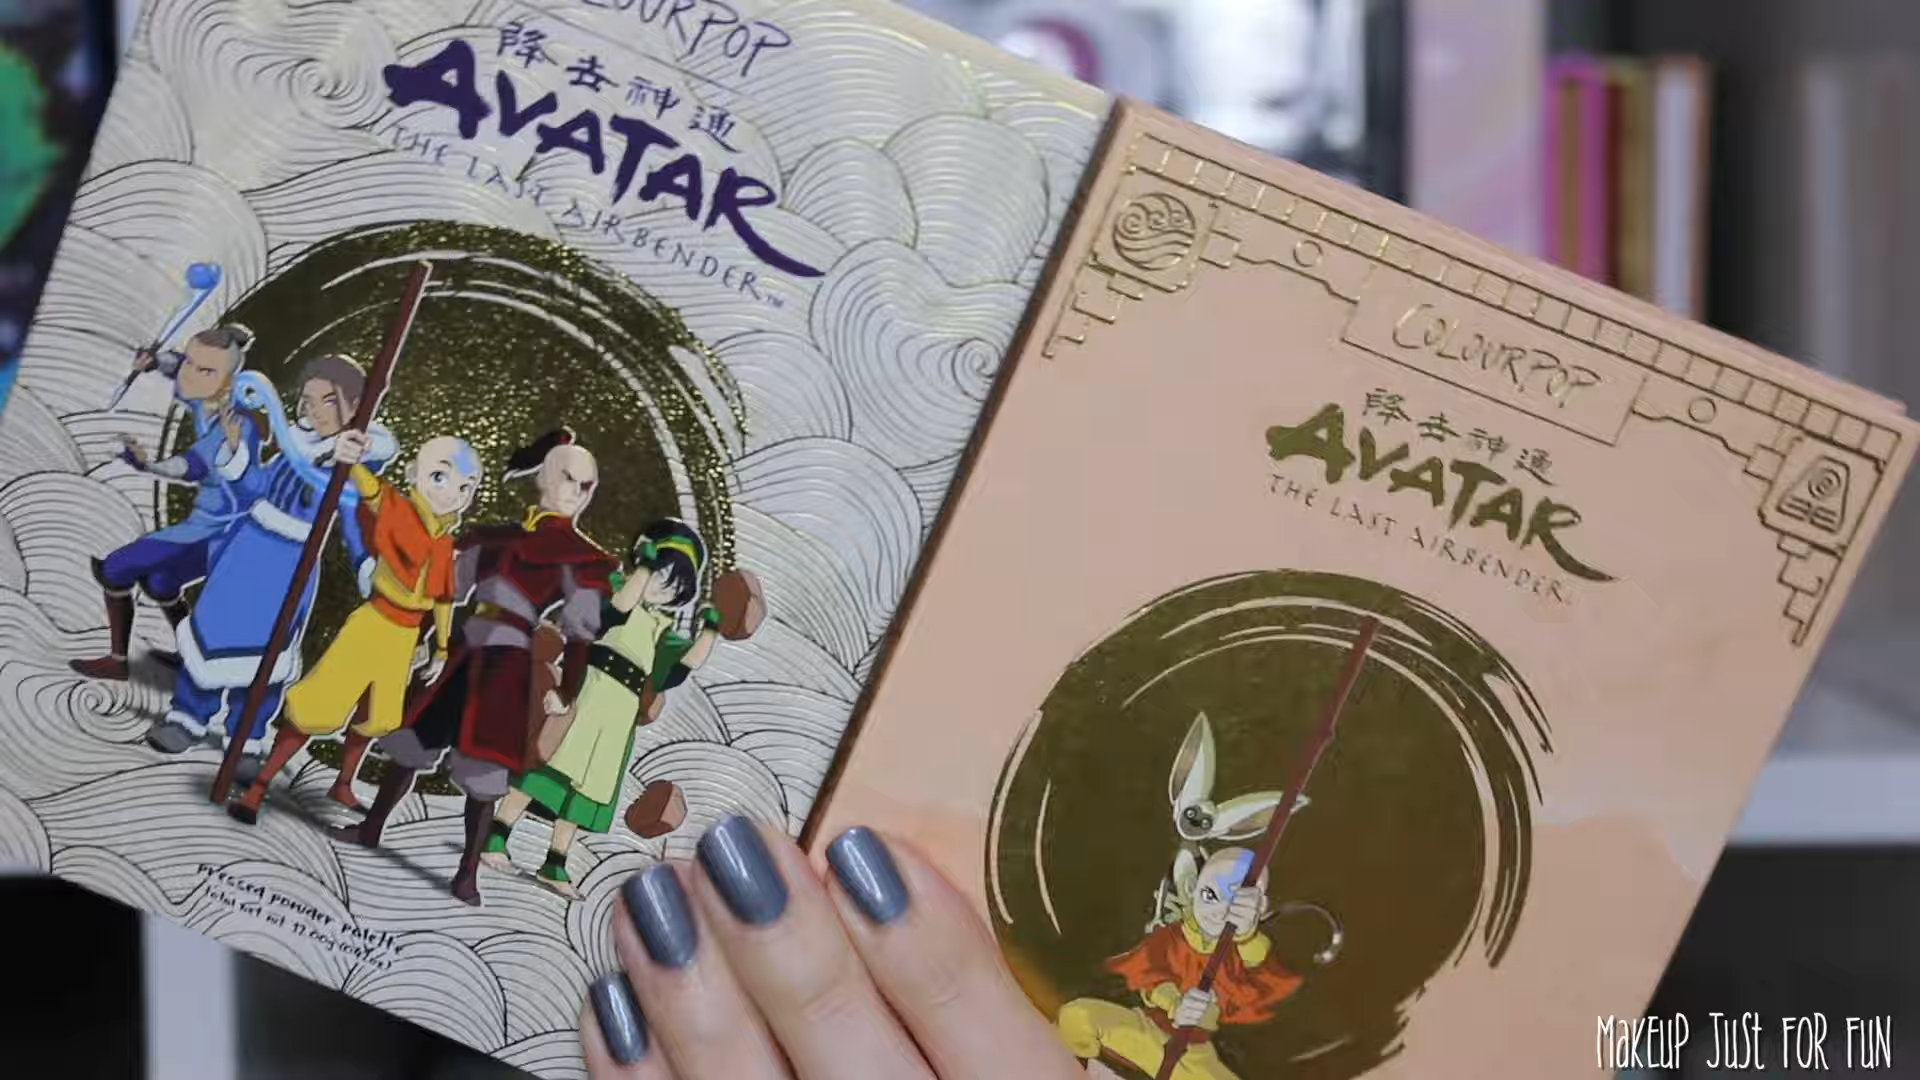 COLOURPOP
降世神通
AVATAR
THE LAST AIRBENDER™
pressed powder palette
COLOURPOP
降世神通
AVATAR
THE LAST AIRBENDER
MAKEUP JUST FOR FUN